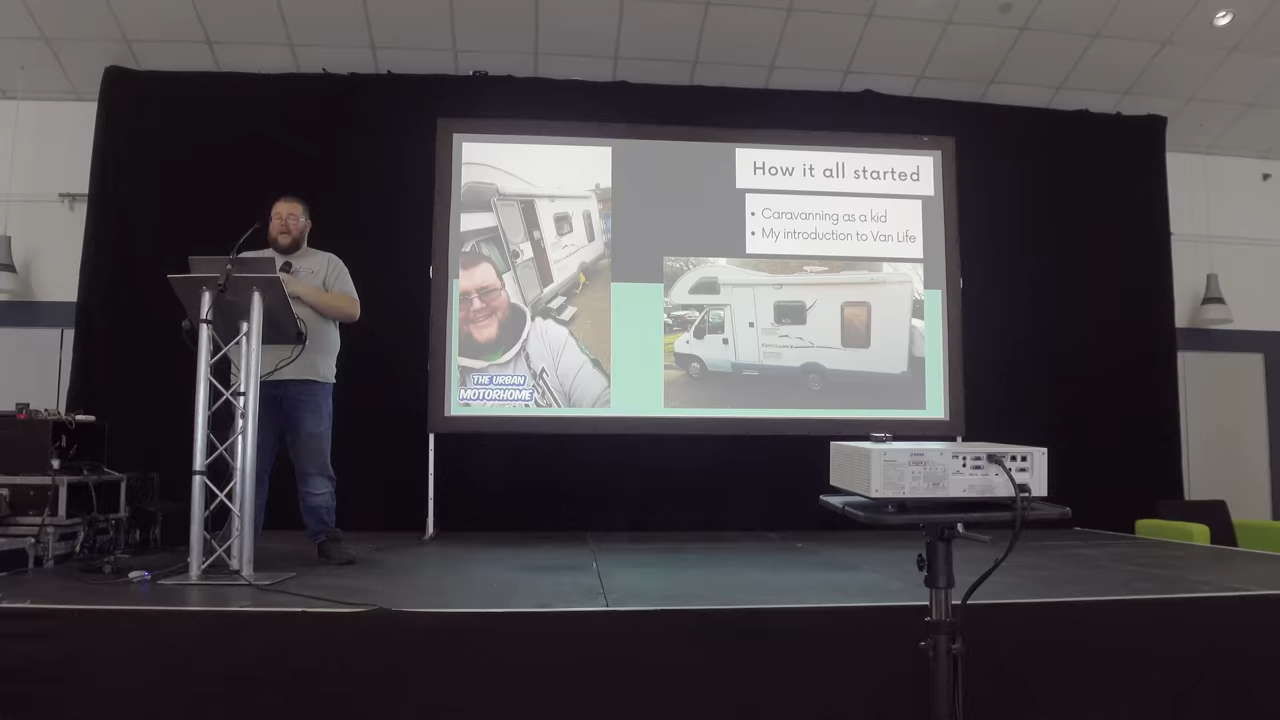 How it all started
• Caravanning as a kid
• My introduction to Van Life
THE URBAN
MOTORHOME